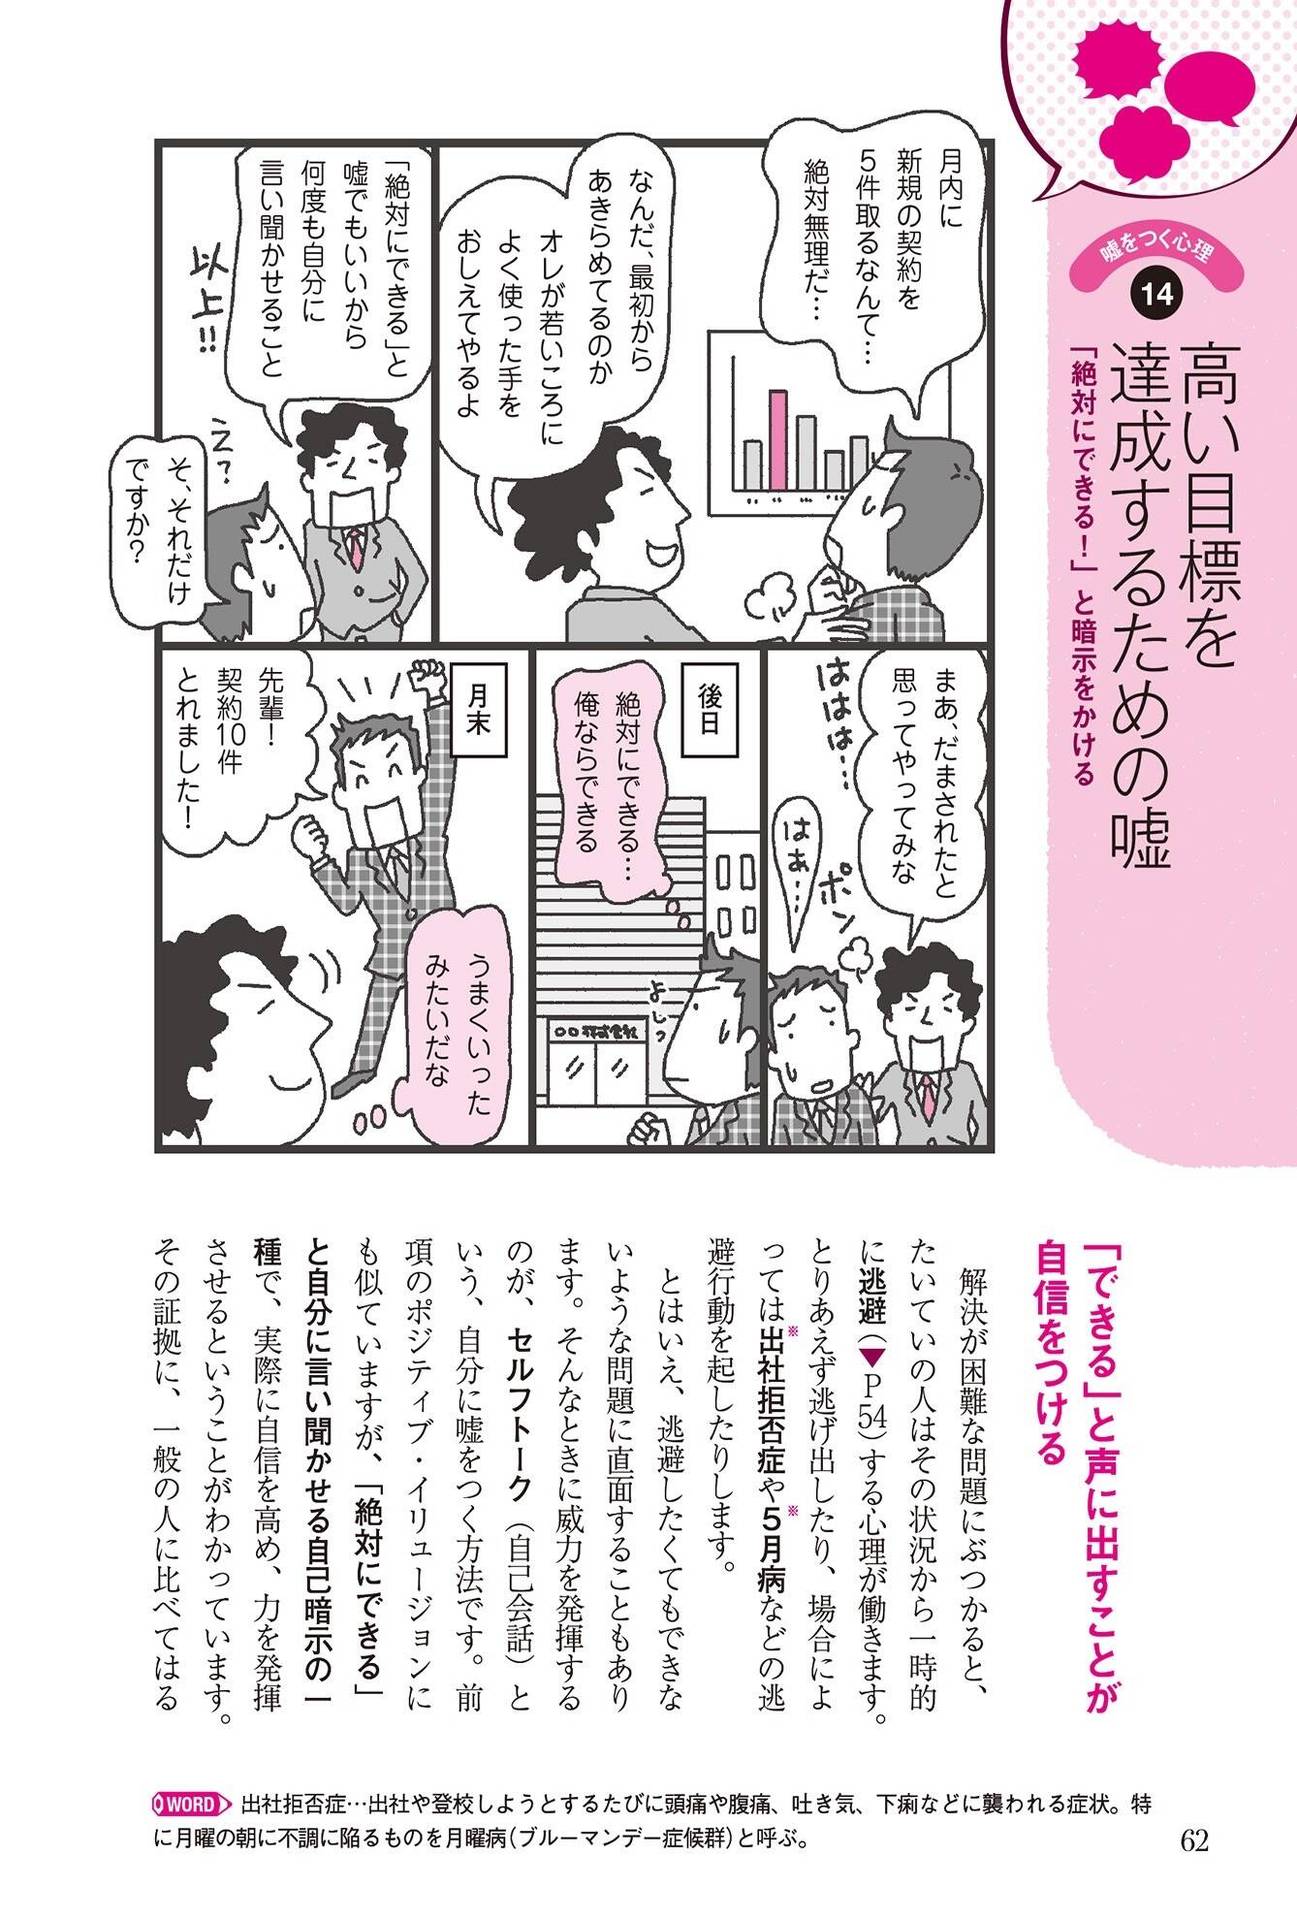 嘘をつく心理
14
高い目標を
達成するための嘘
「絶対にできる！」と暗示をかける
月内に
新規の契約を
5件取るなんて…
絶対無理だ…
なんだ、最初から
あきらめてるのか
オレが若いころに
よく使った手を
おしえてやるよ
「絶対にできる」と
嘘でもいいから
何度も自分に
言い聞かせること
以上!!
え?
そ、それだけ
ですか？
まあ、だまされたと
思ってやってみな
ははは…
ポン
はぁ…
後日
絶対にできる…
俺ならできる
よしっ
○○株式会社
月末
先輩！
契約10件
とれました！
うまくいった
みたいだな
「できる」と声に出すことが
自信をつける
解決が困難な問題にぶつかると、
たいていの人はその状況から一時的
に逃避（▼P54）する心理が働きます。
とりあえず逃げ出したり、場合によ
っては出社拒否症※や5月病※などの逃
避行動を起したりします。
とはいえ、逃避したくてもできな
いような問題に直面することもあり
ます。そんなときに威力を発揮する
のが、セルフトーク（自己会話）と
いう、自分に嘘をつく方法です。前
項のポジティブ・イリュージョンに
も似ていますが、「絶対にできる」
と自分に言い聞かせる自己暗示の一
種で、実際に自信を高め、力を発揮
させるということがわかっています。
その証拠に、一般の人に比べてはる
WORD 出社拒否症…出社や登校しようとするたびに頭痛や腹痛、吐き気、下痢などに襲われる症状。特
に月曜の朝に不調に陥るものを月曜病（ブルーマンデー症候群）と呼ぶ。
62